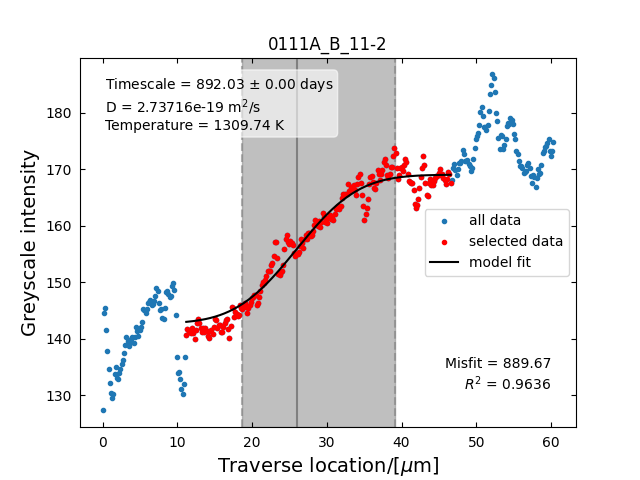 0111A_B_11-2
Timescale = 892.03 ± 0.00 days
D = 2.73716e-19 m²/s
Temperature = 1309.74 K
Greyscale intensity
180
170
160
150
140
130
all data
selected data
model fit
Misfit = 889.67
R² = 0.9636
0 10 20 30 40 50 60
Traverse location/[μm]